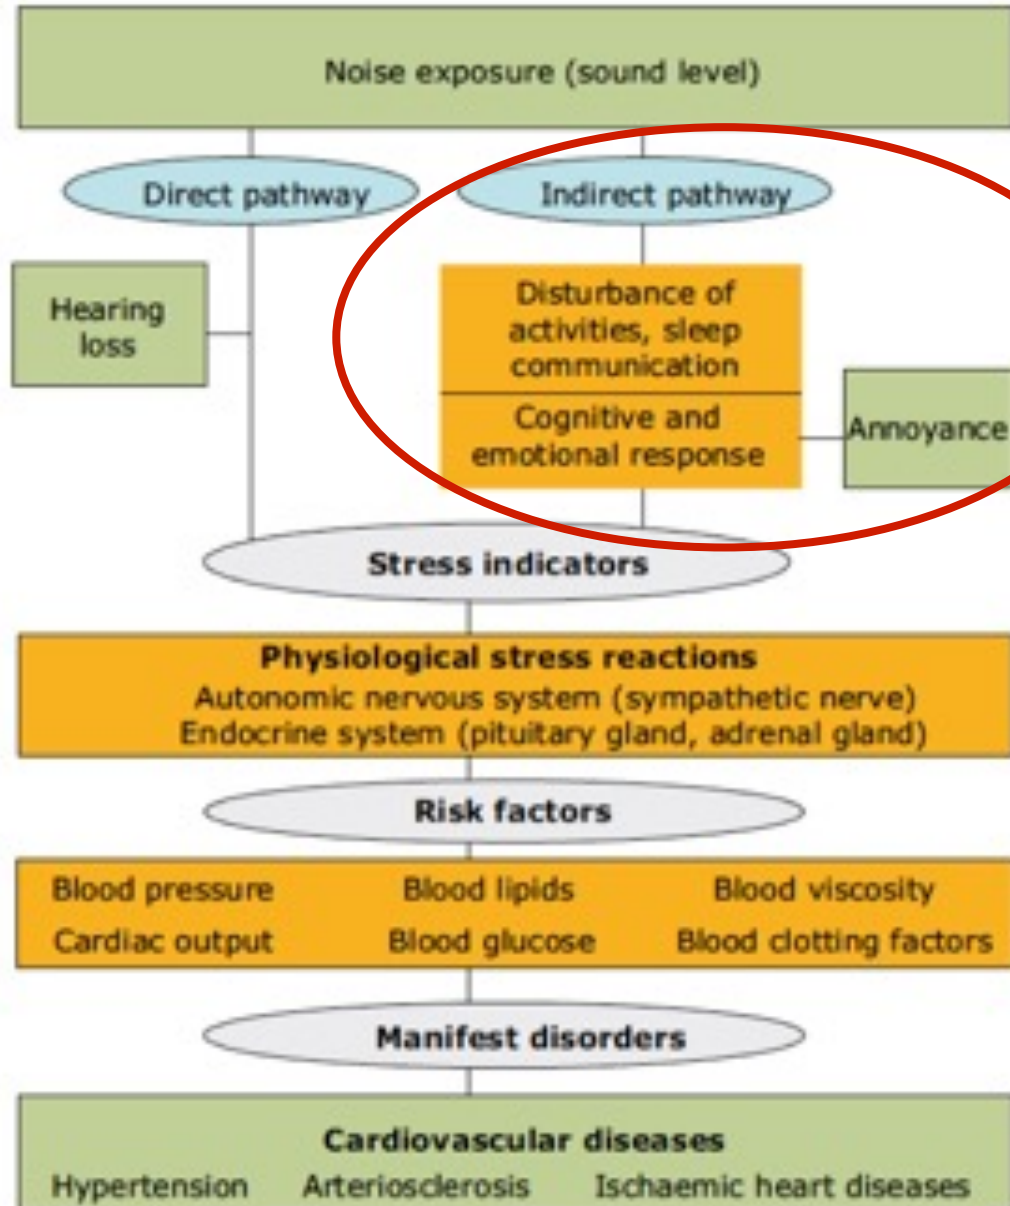 Noise exposure (sound level)
Direct pathway
Indirect pathway
Hearing
loss
Disturbance of
activities, sleep
communication
Cognitive and
emotional response
Annoyance
Stress indicators
Physiological stress reactions
Autonomic nervous system (sympathetic nerve)
Endocrine system (pituitary gland, adrenal gland)
Risk factors
Blood pressure Blood lipids Blood viscosity
Cardiac output Blood glucose Blood clotting factors
Manifest disorders
Cardiovascular diseases
Hypertension Arteriosclerosis Ischaemic heart diseases